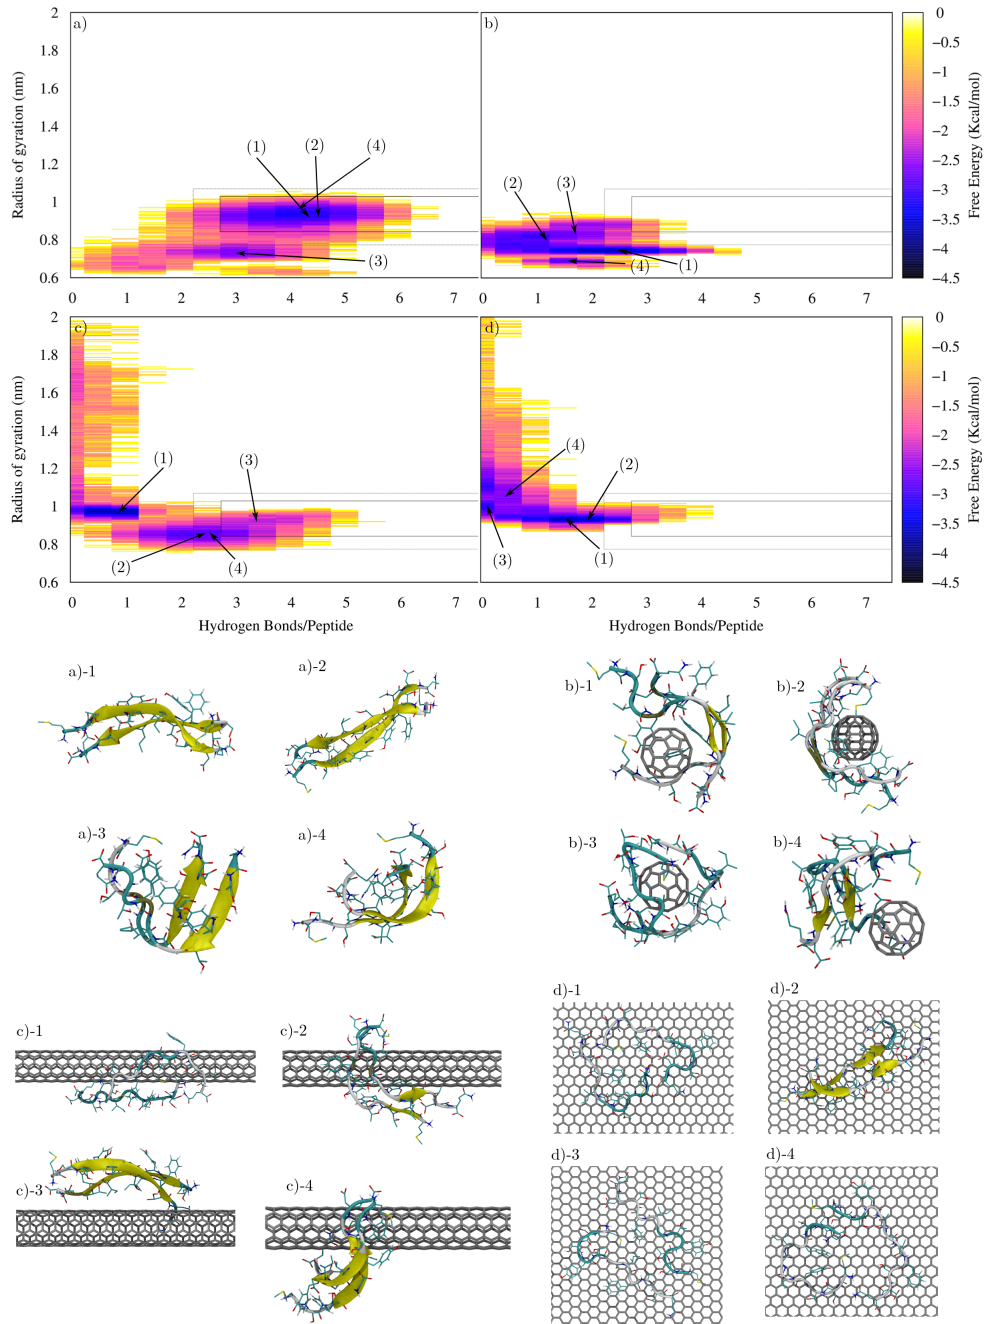 a)
b)
2
1.8
1.6
1.4
1.2
1
0.8
0.6
Radius of gyration (nm)
(1)
(2)
(4)
(3)
(2)
(3)
(1)
(4)
0 1 2 3 4 5 6 7
0 1 2 3 4 5 6 7
0
−0.5
−1
−1.5
−2
−2.5
−3
−3.5
−4
−4.5
Free Energy (Kcal/mol)
c)
d)
2
1.8
1.6
1.4
1.2
1
0.8
0.6
Radius of gyration (nm)
(1)
(3)
(2)
(4)
(4)
(2)
(3)
(1)
0 1 2 3 4 5 6 7
0 1 2 3 4 5 6 7
Hydrogen Bonds/Peptide
Hydrogen Bonds/Peptide
0
−0.5
−1
−1.5
−2
−2.5
−3
−3.5
−4
−4.5
Free Energy (Kcal/mol)
a)-1
a)-2
b)-1
b)-2
a)-3
a)-4
b)-3
b)-4
c)-1
c)-2
d)-1
d)-2
c)-3
c)-4
d)-3
d)-4